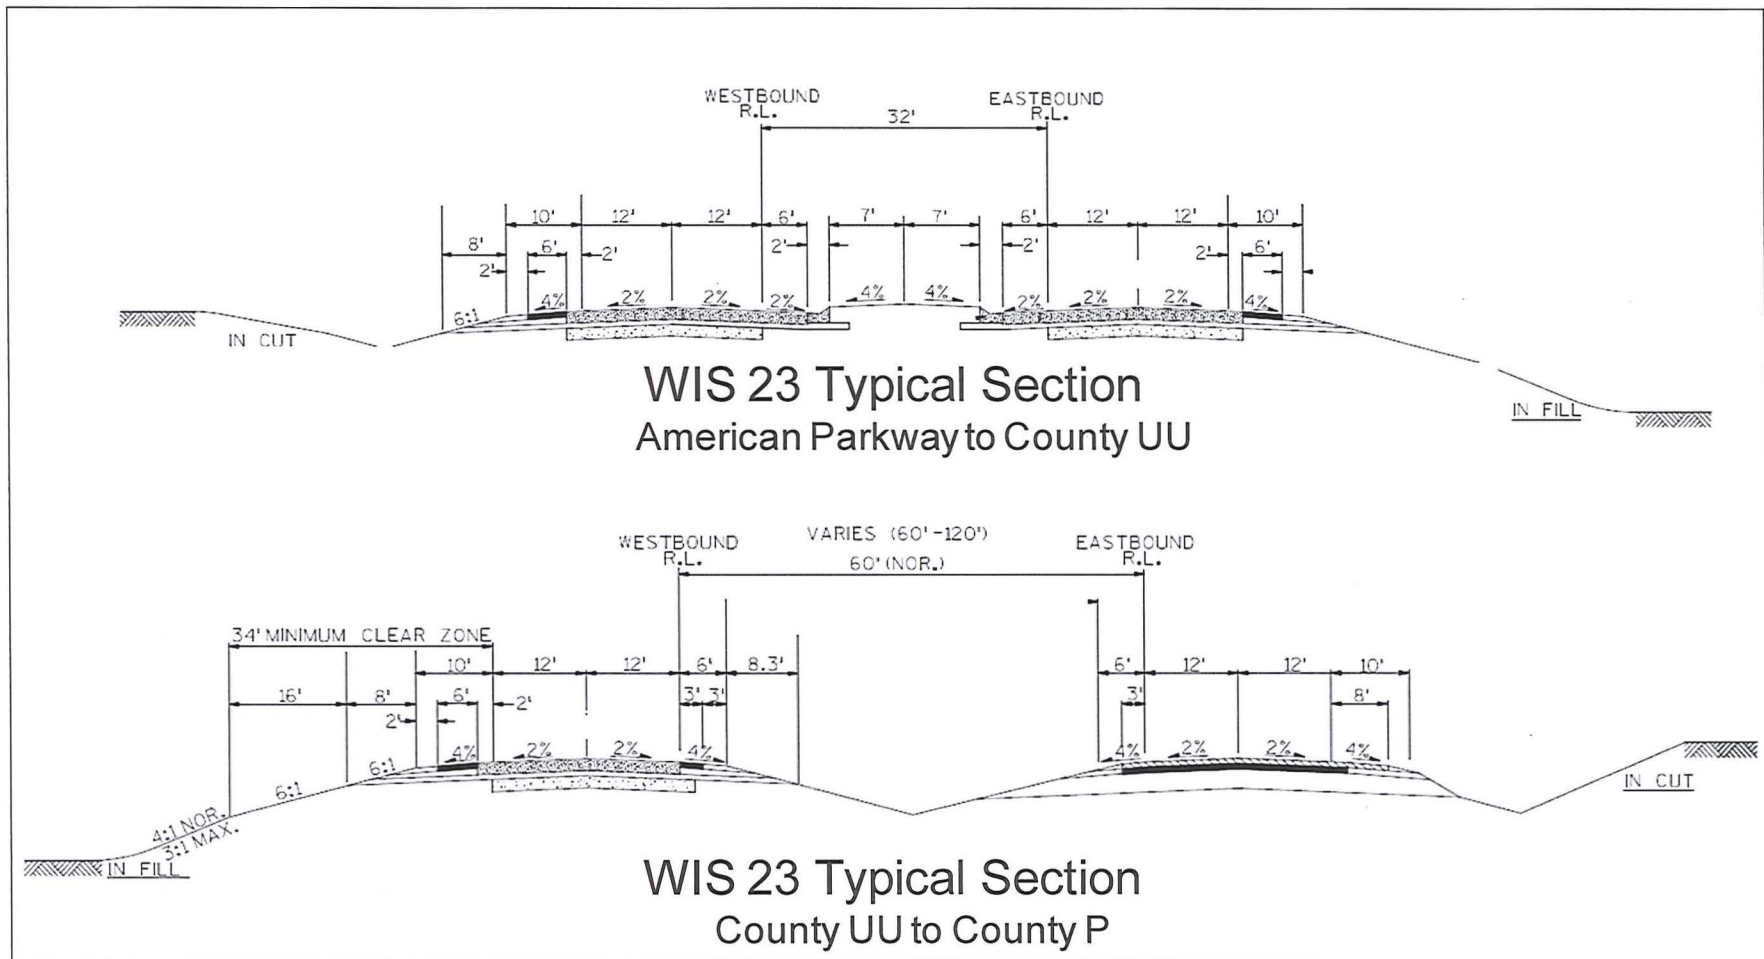 WESTBOUND
R.L.
EASTBOUND
R.L.
32'
10' 12' 12' 6' 7' 7' 6' 12' 12' 10'
8' 6' 2' 2' 2' 2' 6'
2'
6:1 4% 2% 2% 2% 4% 4% 2% 2% 2% 4%
IN CUT
IN FILL
WIS 23 Typical Section
American Parkway to County UU
VARIES (60'-120')
WESTBOUND
R.L.
60' (NOR.)
EASTBOUND
R.L.
34' MINIMUM CLEAR ZONE
10' 12' 12' 6' 8.3' 6' 12' 12' 10'
16' 8' 6' 2' 3' 3' 3' 8'
2'
4% 2% 2% 4% 4% 2% 2% 4%
6:1
6:1
4:1 NOR.
3:1 MAX.
IN FILL
IN CUT
WIS 23 Typical Section
County UU to County P